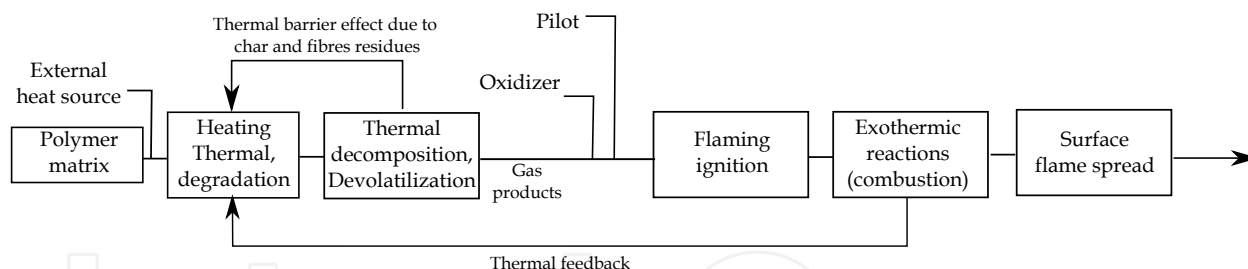 Thermal barrier effect due to
char and fibres residues
Pilot
Oxidizer
External
heat source
Polymer
matrix
Heating
Thermal,
degradation
Thermal
decomposition,
Devolatilization
Gas
products
Flaming
ignition
Exothermic
reactions
(combustion)
Surface
flame spread
Thermal feedback